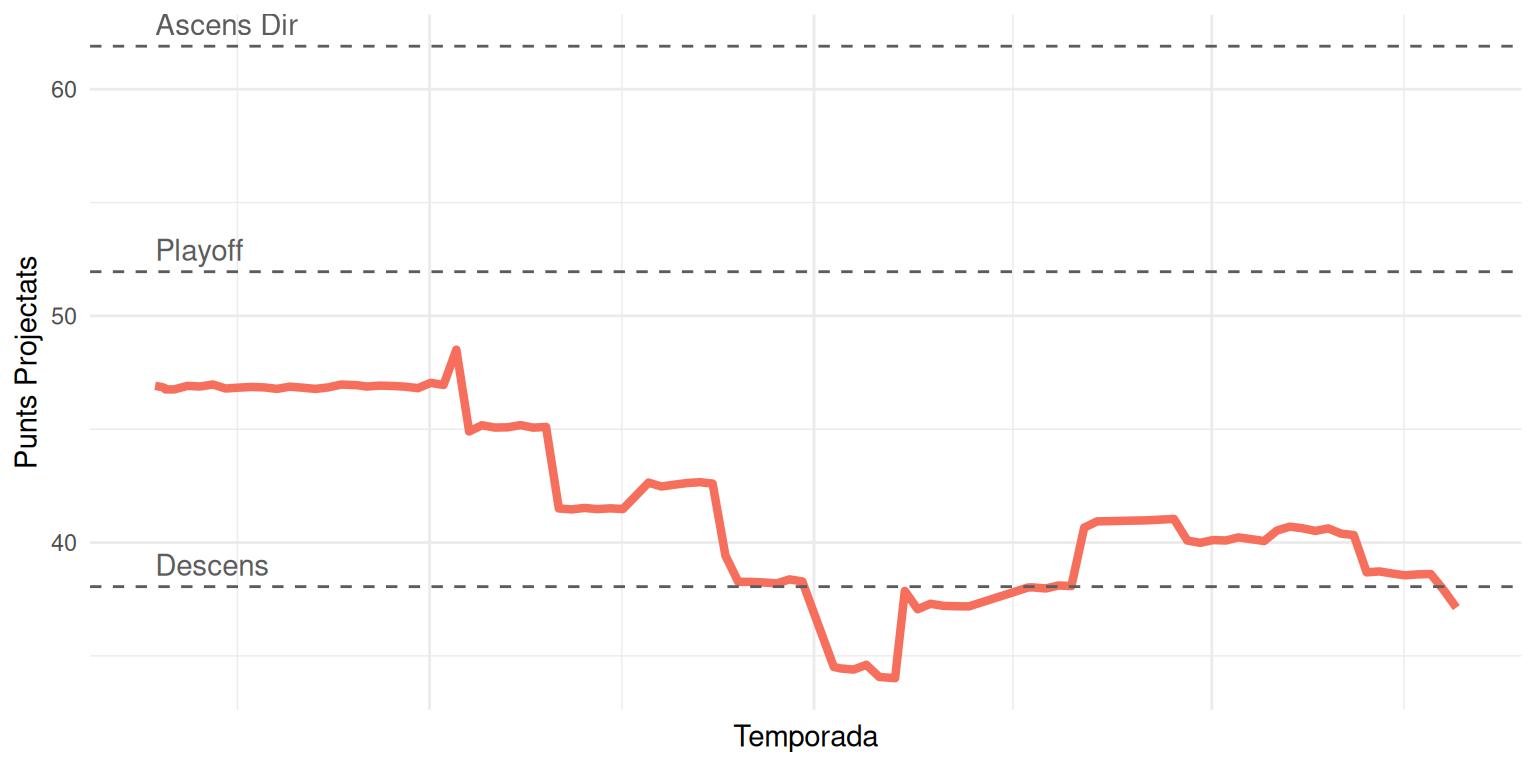 Ascens Dir
60
Playoff
50
Punts Projectats
40
Descens
Temporada